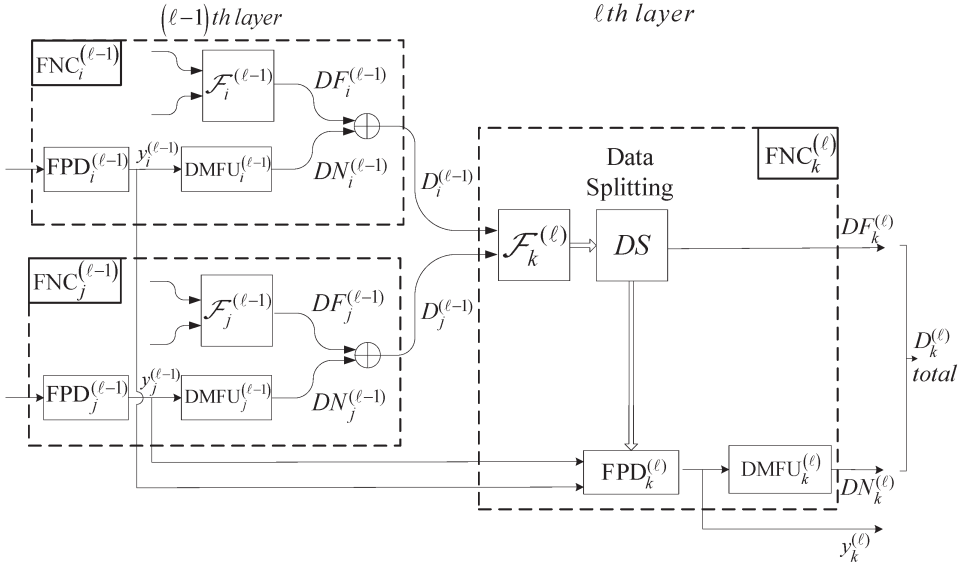 (ℓ−1)th layer
ℓth layer
FNC_i^(ℓ−1)
ℱ_i^(ℓ−1)
DF_i^(ℓ−1)
FPD_i^(ℓ−1)
y_i^(ℓ−1)
DMFU_i^(ℓ−1)
DN_i^(ℓ−1)
D_i^(ℓ−1)
FNC_j^(ℓ−1)
ℱ_j^(ℓ−1)
DF_j^(ℓ−1)
D_j^(ℓ−1)
FPD_j^(ℓ−1)
y_j^(ℓ−1)
DMFU_j^(ℓ−1)
DN_j^(ℓ−1)
FNC_k^(ℓ)
Data
Splitting
ℱ_k^(ℓ)
DS
DF_k^(ℓ)
D_k^(ℓ)
total
FPD_k^(ℓ)
DMFU_k^(ℓ)
DN_k^(ℓ)
y_k^(ℓ)